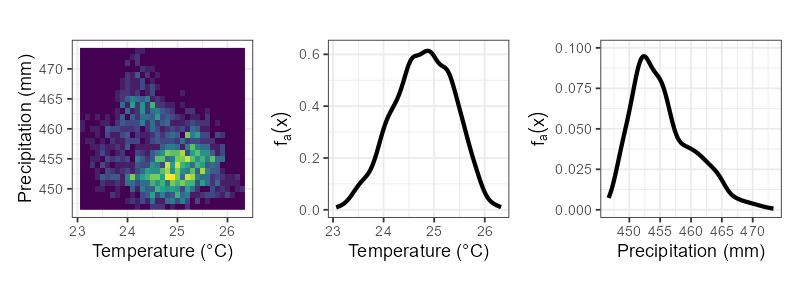 Precipitation (mm)
470
465
460
455
450
23 24 25 26
Temperature (°C)
fa(x)
0.6
0.4
0.2
0.0
23 24 25 26
Temperature (°C)
fa(x)
0.100
0.075
0.050
0.025
0.000
450 455 460 465 470
Precipitation (mm)